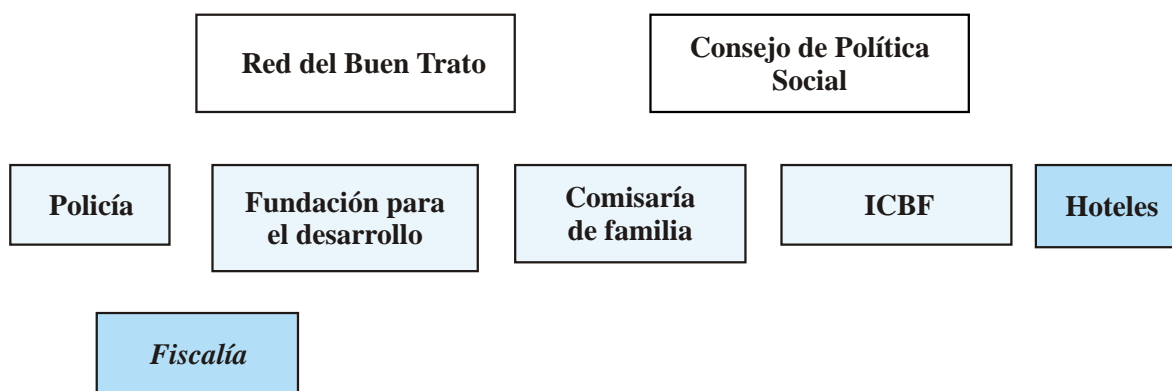 Red del Buen Trato
Consejo de Política
Social
Policía
Fundación para
el desarrollo
Comisaría
de familia
ICBF
Hoteles
Fiscalía